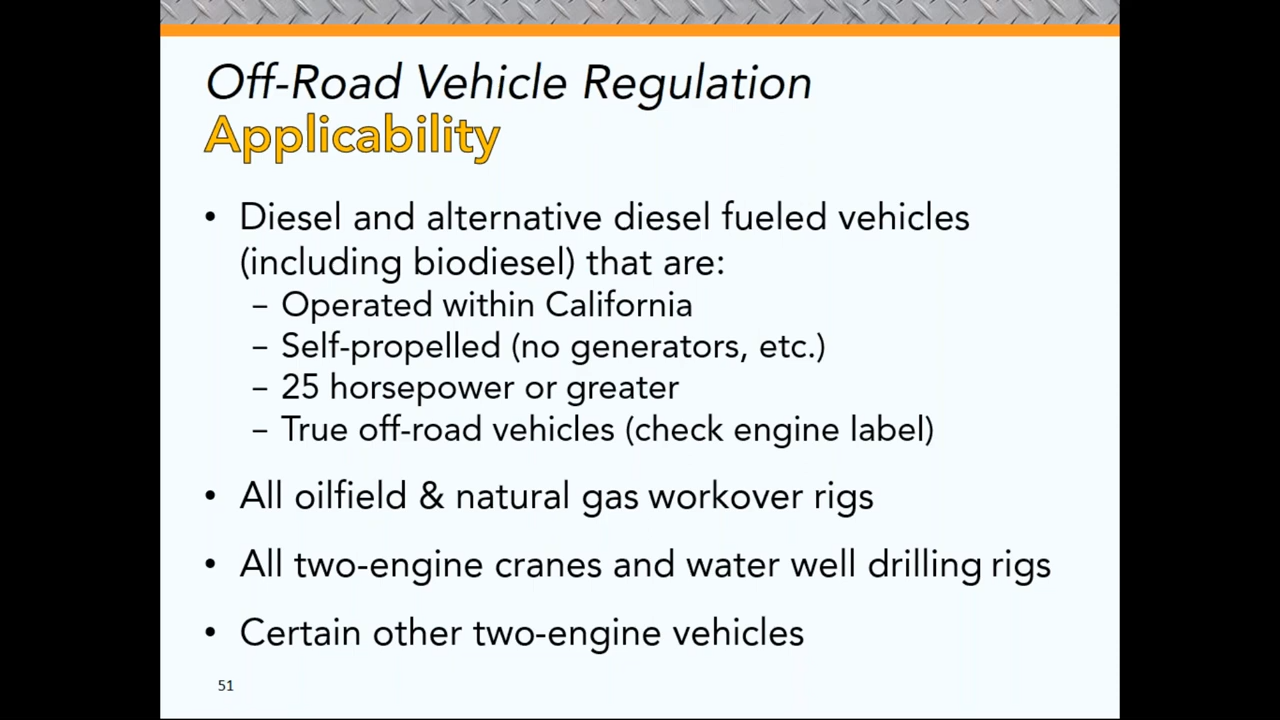 Off-Road Vehicle Regulation
Applicability
• Diesel and alternative diesel fueled vehicles
(including biodiesel) that are:
– Operated within California
– Self-propelled (no generators, etc.)
– 25 horsepower or greater
– True off-road vehicles (check engine label)
• All oilfield & natural gas workover rigs
• All two-engine cranes and water well drilling rigs
• Certain other two-engine vehicles
51